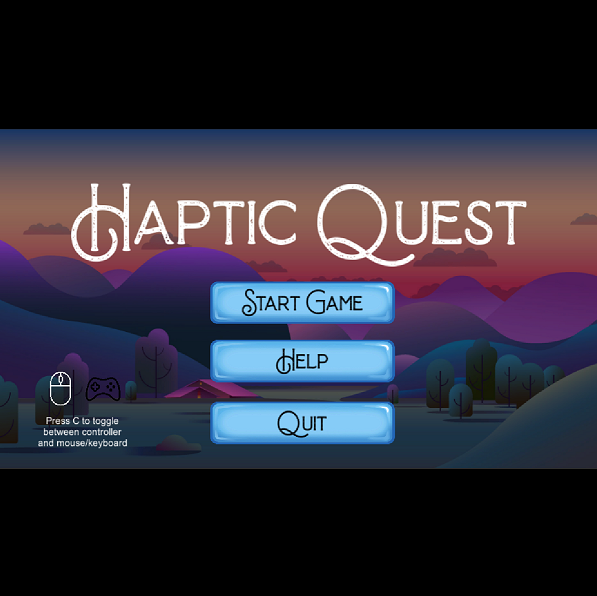 Haptic Quest
Start Game
Help
Quit
Press C to toggle
between controller
and mouse/keyboard